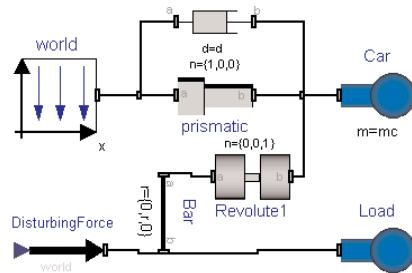 world
a
b
d=d
n={1,0,0}
Car
a
b
x
prismatic
m=mc
n={0,0,1}
a
a
b
r={0,r,0}
Bar
b
Revolute1
DisturbingForce
Load
world